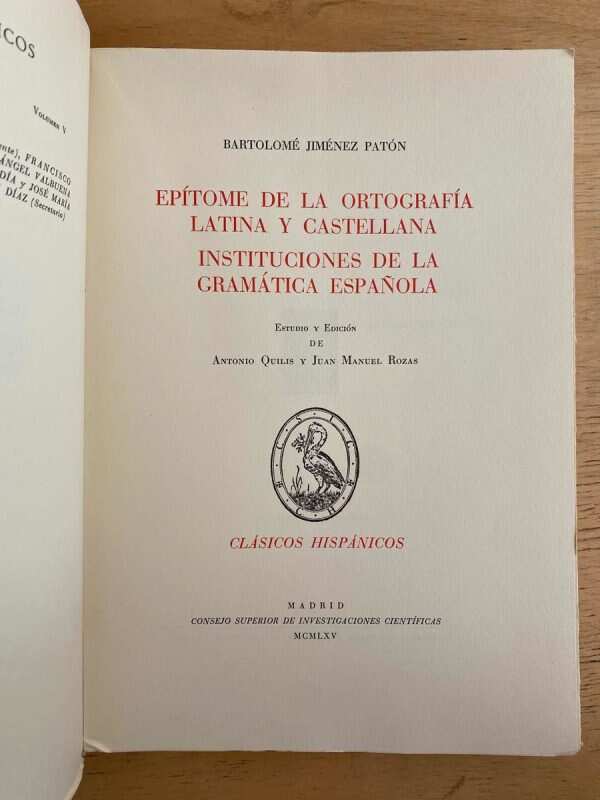 ICOS
Volumen V
ente), FRANCISCO
ÁNGEL VALBUENA
DÍA y JOSÉ MARÍA
DÍAZ (Secretario)
BARTOLOMÉ JIMÉNEZ PATÓN
EPÍTOME DE LA ORTOGRAFÍA
LATINA Y CASTELLANA
INSTITUCIONES DE LA
GRAMÁTICA ESPAÑOLA
Estudio y Edición
DE
Antonio Quilis y Juan Manuel Rozas
C S I C
C H
CLÁSICOS HISPÁNICOS
MADRID
CONSEJO SUPERIOR DE INVESTIGACIONES CIENTÍFICAS
MCMLXV